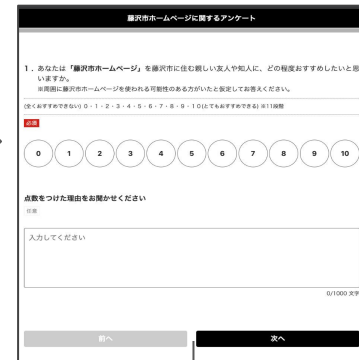 藤沢市ホームページに関するアンケート
1．あなたは「藤沢市ホームページ」を藤沢市に住む親しい友人や知人に、どの程度おすすめしたいと思
いますか。
※周囲に藤沢市ホームページを使われる可能性のある方がいたと仮定してお答えください。
(全くおすすめできない) 0・1・2・3・4・5・6・7・8・9・10(とてもおすすめできる) ※11段階
必須
0 1 2 3 4 5 6 7 8 9 10
点数をつけた理由をお聞かせください
任意
入力してください
0/1000 文字
前へ 次へ